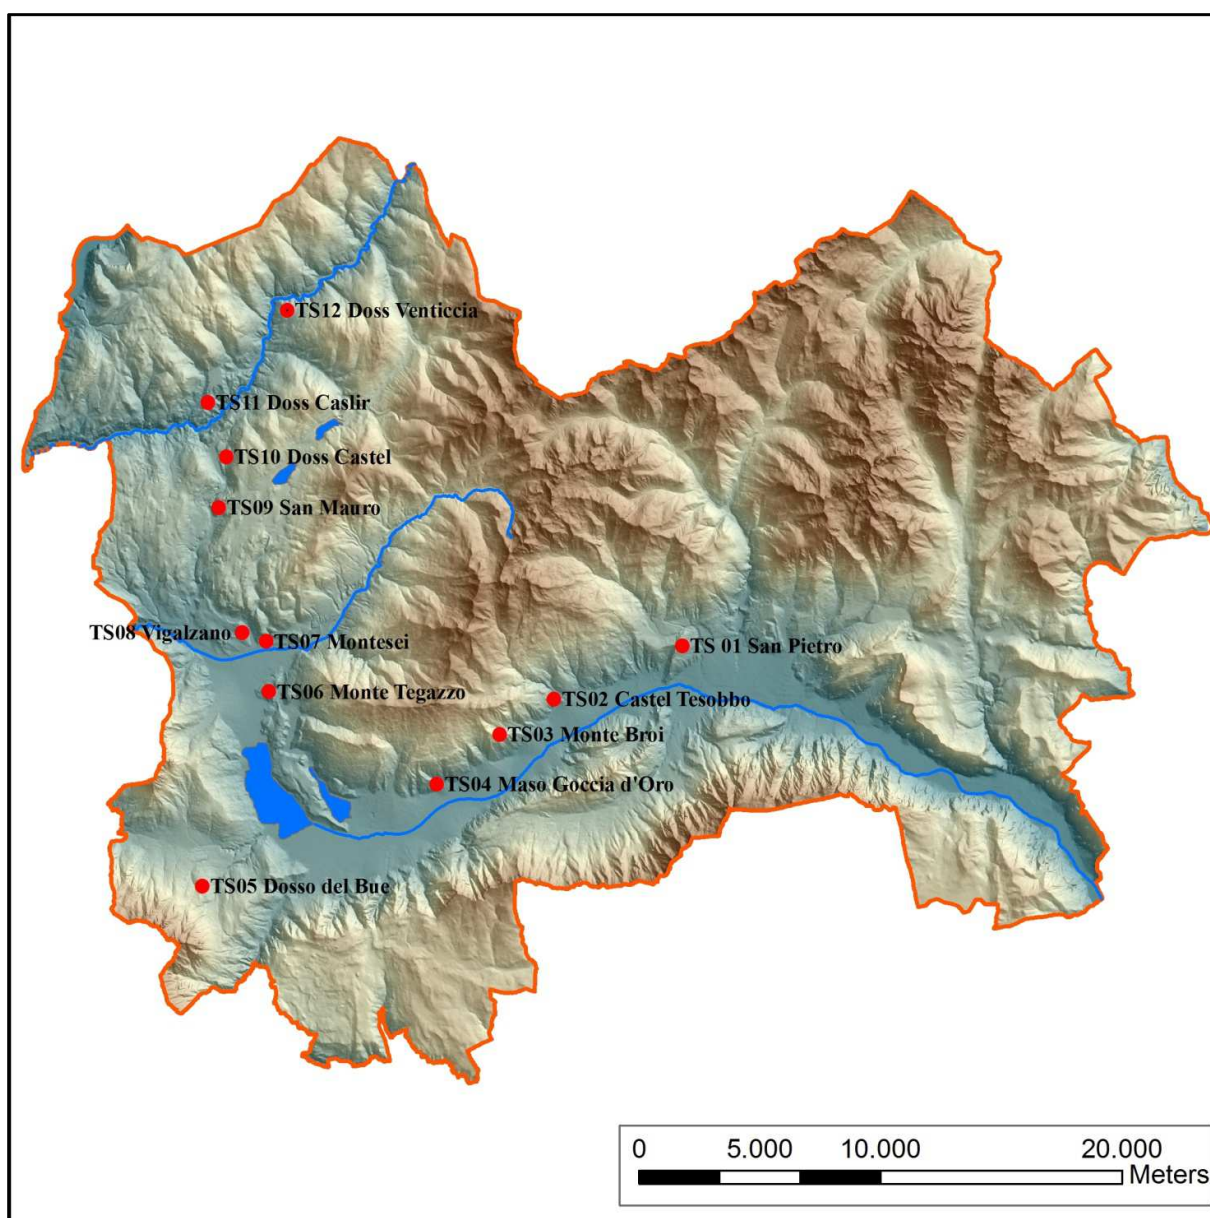 TS12 Doss Venticcia
TS11 Doss Caslir
TS10 Doss Castel
TS09 San Mauro
TS08 Vigalzano
TS07 Montesei
TS 01 San Pietro
TS06 Monte Tegazzo
TS02 Castel Tesobbo
TS03 Monte Broi
TS04 Maso Goccia d'Oro
TS05 Dosso del Bue
0 5.000 10.000 20.000
Meters